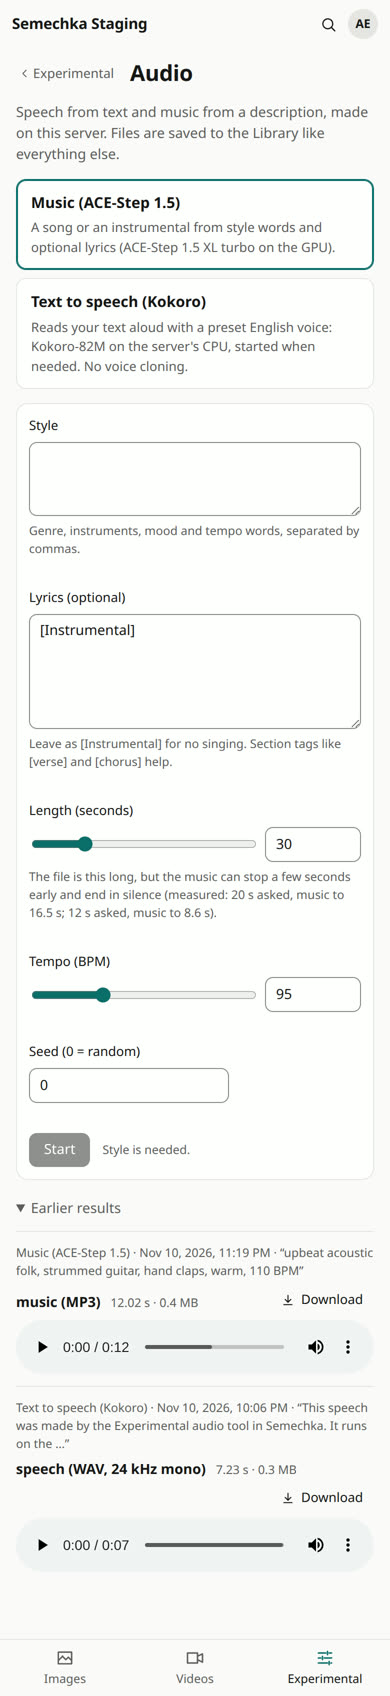 Semechka Staging
AE
Experimental
Audio
Speech from text and music from a description, made
on this server. Files are saved to the Library like
everything else.
Music (ACE-Step 1.5)
A song or an instrumental from style words and
optional lyrics (ACE-Step 1.5 XL turbo on the GPU).
Text to speech (Kokoro)
Reads your text aloud with a preset English voice:
Kokoro-82M on the server's CPU, started when
needed. No voice cloning.
Style
Genre, instruments, mood and tempo words, separated by
commas.
Lyrics (optional)
[Instrumental]
Leave as [Instrumental] for no singing. Section tags like
[verse] and [chorus] help.
Length (seconds)
30
The file is this long, but the music can stop a few seconds
early and end in silence (measured: 20 s asked, music to
16.5 s; 12 s asked, music to 8.6 s).
Tempo (BPM)
95
Seed (0 = random)
0
Start
Style is needed.
Earlier results
Music (ACE-Step 1.5) · Nov 10, 2026, 11:19 PM · “upbeat acoustic
folk, strummed guitar, hand claps, warm, 110 BPM”
music (MP3) 12.02 s · 0.4 MB
Download
0:00 / 0:12
Text to speech (Kokoro) · Nov 10, 2026, 10:06 PM · “This speech
was made by the Experimental audio tool in Semechka. It runs
on the ...”
speech (WAV, 24 kHz mono) 7.23 s · 0.3 MB
Download
0:00 / 0:07
Images
Videos
Experimental